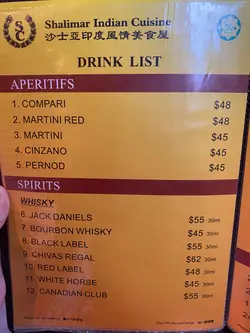 SC
Shalimar Indian Cuisine
沙士亞印度風情美食屋
DRINK LIST
APERITIFS
1. COMPARI $48
2. MARTINI RED $48
3. MARTINI $45
4. CINZANO $45
5. PERNOD $45
SPIRITS
WHISKY
6. JACK DANIELS $55 30ml
7. BOURBON WHISKY $45 30ml
8. BLACK LABEL $55 30ml
9. CHIVAS REGAL $62 30ml
10. RED LABEL $48 30ml
11. WHITE HORSE $45 30ml
12. CANADIAN CLUB $55 30ml